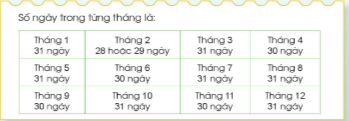 Số ngày trong từng tháng là:
Tháng 1 Tháng 2 Tháng 3 Tháng 4
31 ngày 28 hoặc 29 ngày 31 ngày 30 ngày
Tháng 5 Tháng 6 Tháng 7 Tháng 8
31 ngày 30 ngày 31 ngày 31 ngày
Tháng 9 Tháng 10 Tháng 11 Tháng 12
30 ngày 31 ngày 30 ngày 31 ngày